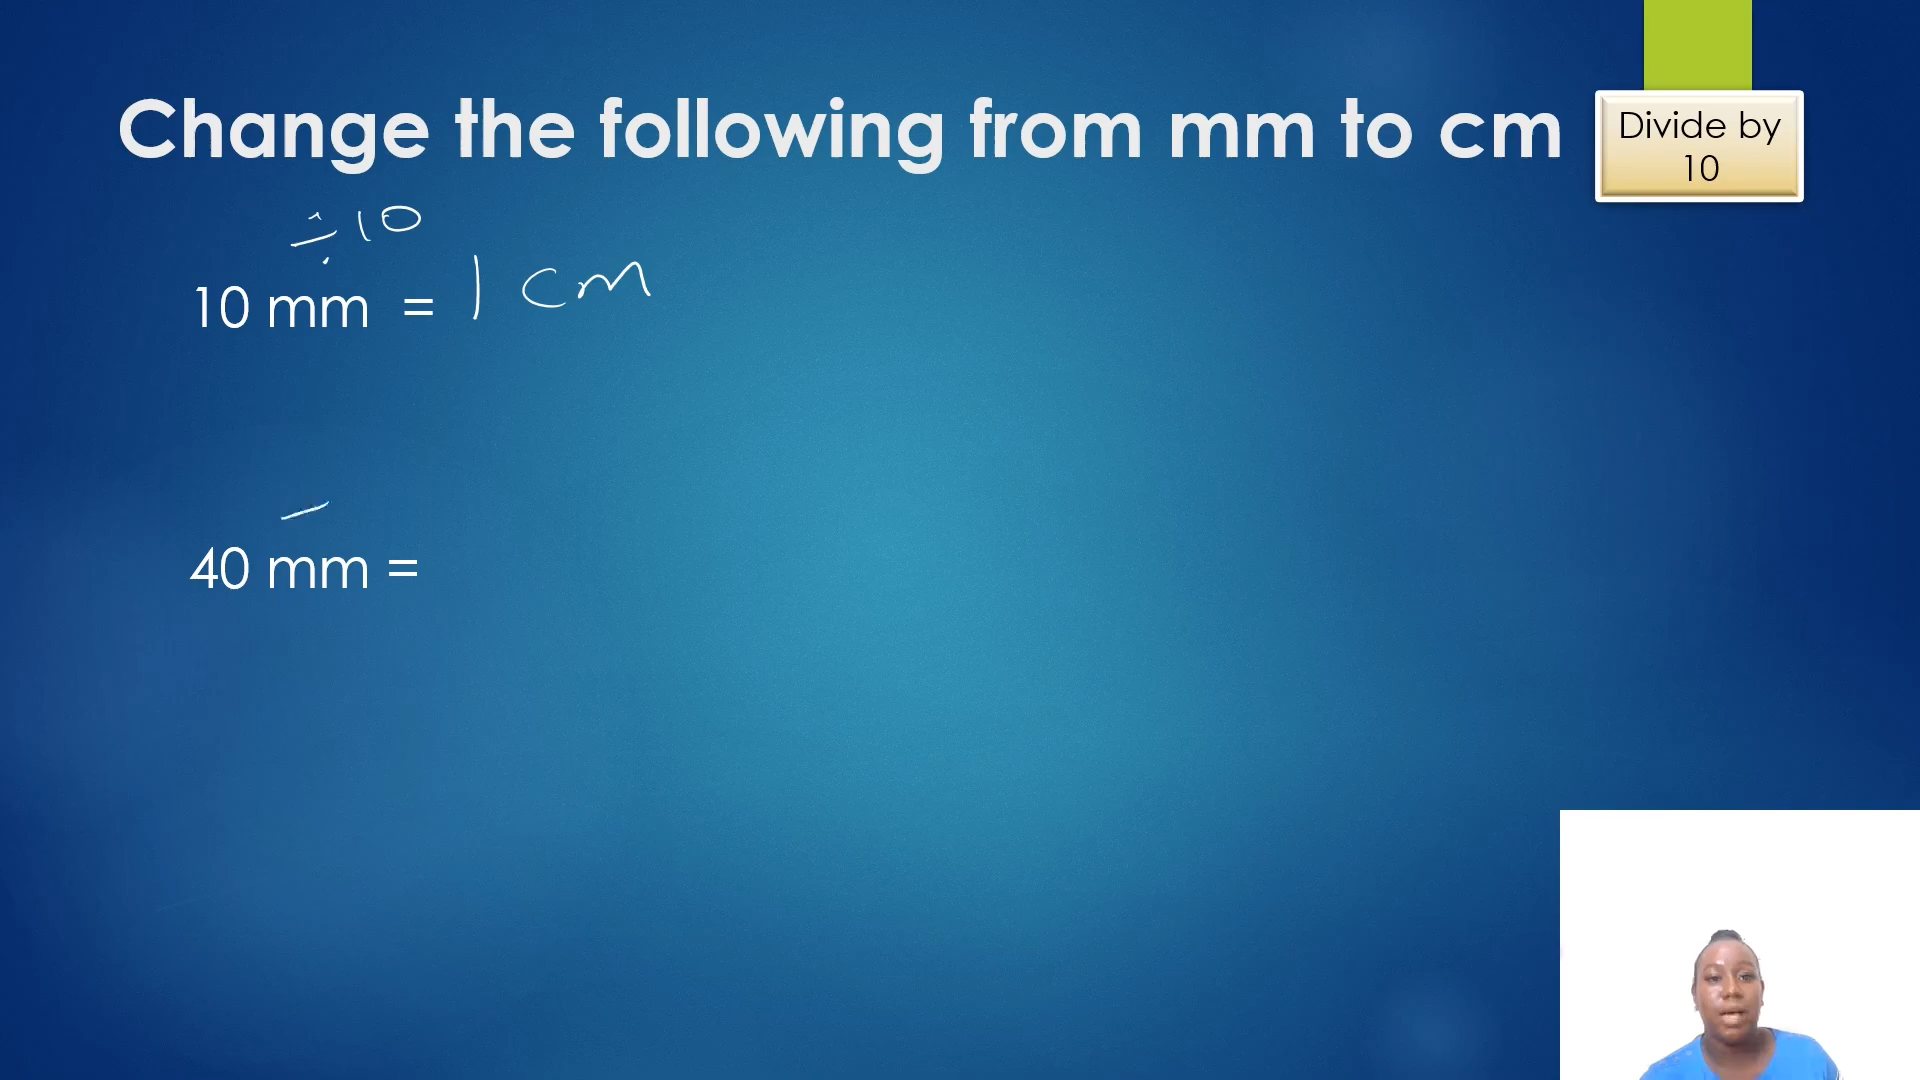 Change the following from mm to cm
Divide by
10
÷10
10 mm = 1 cm
40 mm =